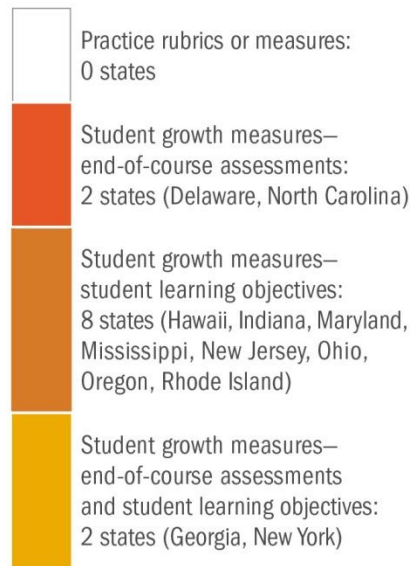 Practice rubrics or measures:
0 states
Student growth measures—
end-of-course assessments:
2 states (Delaware, North Carolina)
Student growth measures—
student learning objectives:
8 states (Hawaii, Indiana, Maryland,
Mississippi, New Jersey, Ohio,
Oregon, Rhode Island)
Student growth measures—
end-of-course assessments
and student learning objectives:
2 states (Georgia, New York)